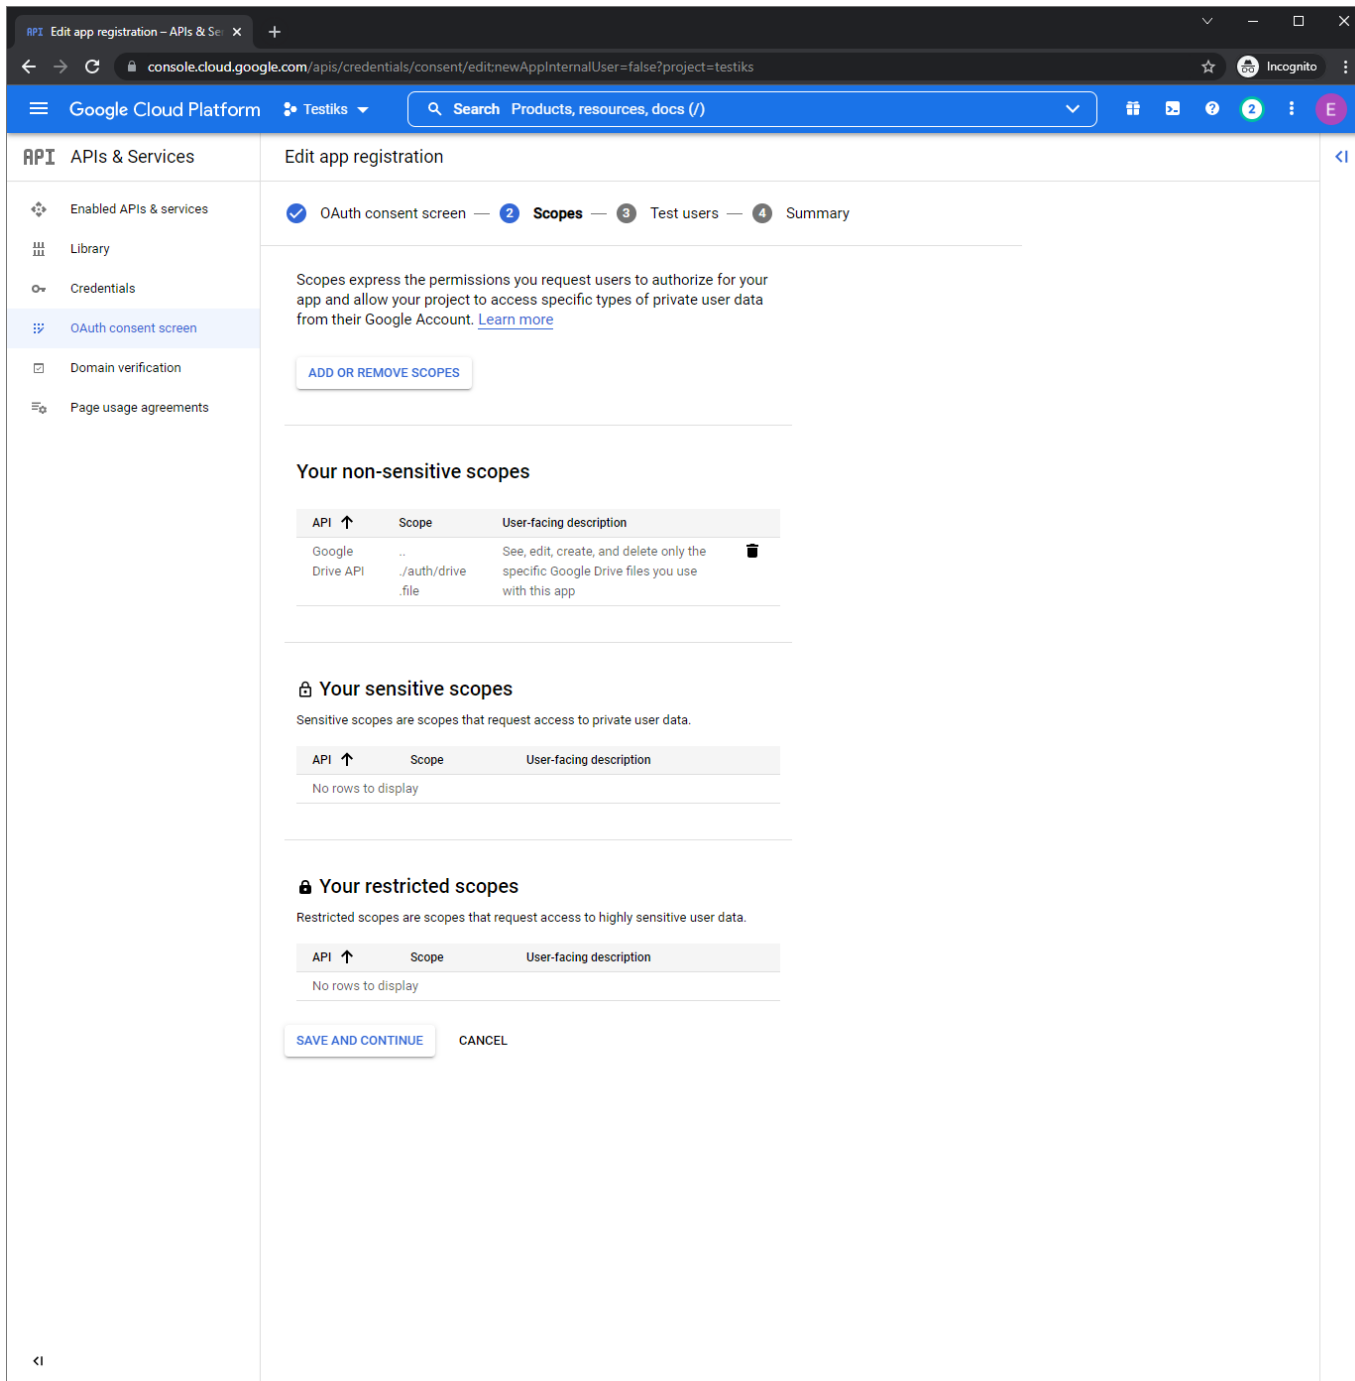 API Edit app registration – APIs & Se
console.cloud.google.com/apis/credentials/consent/edit;newAppInternalUser=false?project=testiks
Incognito
Google Cloud Platform
Testiks
Search Products, resources, docs (/)
2
E
API APIs & Services
Edit app registration
Enabled APIs & services
Library
Credentials
OAuth consent screen
Domain verification
Page usage agreements
OAuth consent screen — 2 Scopes — 3 Test users — 4 Summary
Scopes express the permissions you request users to authorize for your
app and allow your project to access specific types of private user data
from their Google Account. Learn more
ADD OR REMOVE SCOPES
Your non-sensitive scopes
API Scope User-facing description
Google .. See, edit, create, and delete only the
Drive API ./auth/drive specific Google Drive files you use
.file with this app
Your sensitive scopes
Sensitive scopes are scopes that request access to private user data.
API Scope User-facing description
No rows to display
Your restricted scopes
Restricted scopes are scopes that request access to highly sensitive user data.
API Scope User-facing description
No rows to display
SAVE AND CONTINUE CANCEL